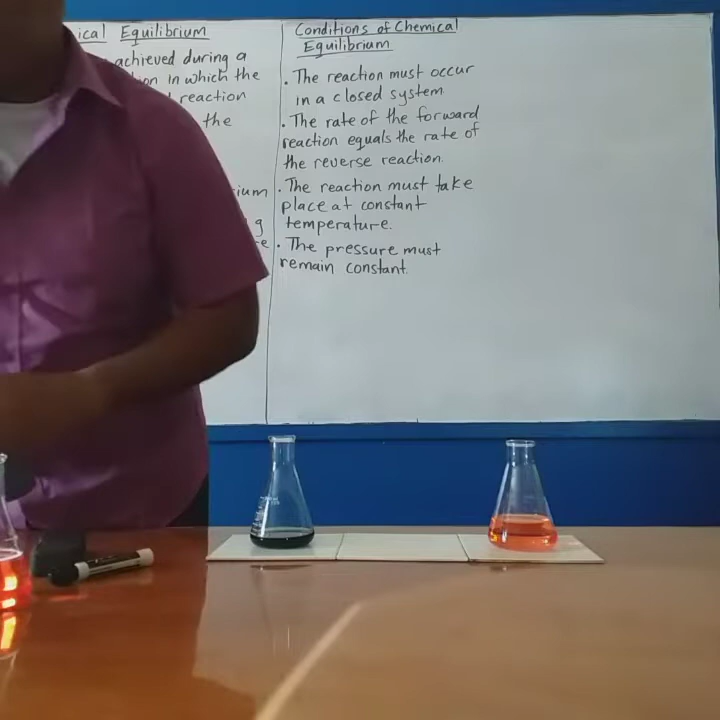 ical Equilibrium
achieved during a
in which the
reaction
the
ium
g
e
Conditions of Chemical
Equilibrium
. The reaction must occur
in a closed system
. The rate of the forward
reaction equals the rate of
the reverse reaction.
. The reaction must take
place at constant
temperature.
. The pressure must
remain constant.